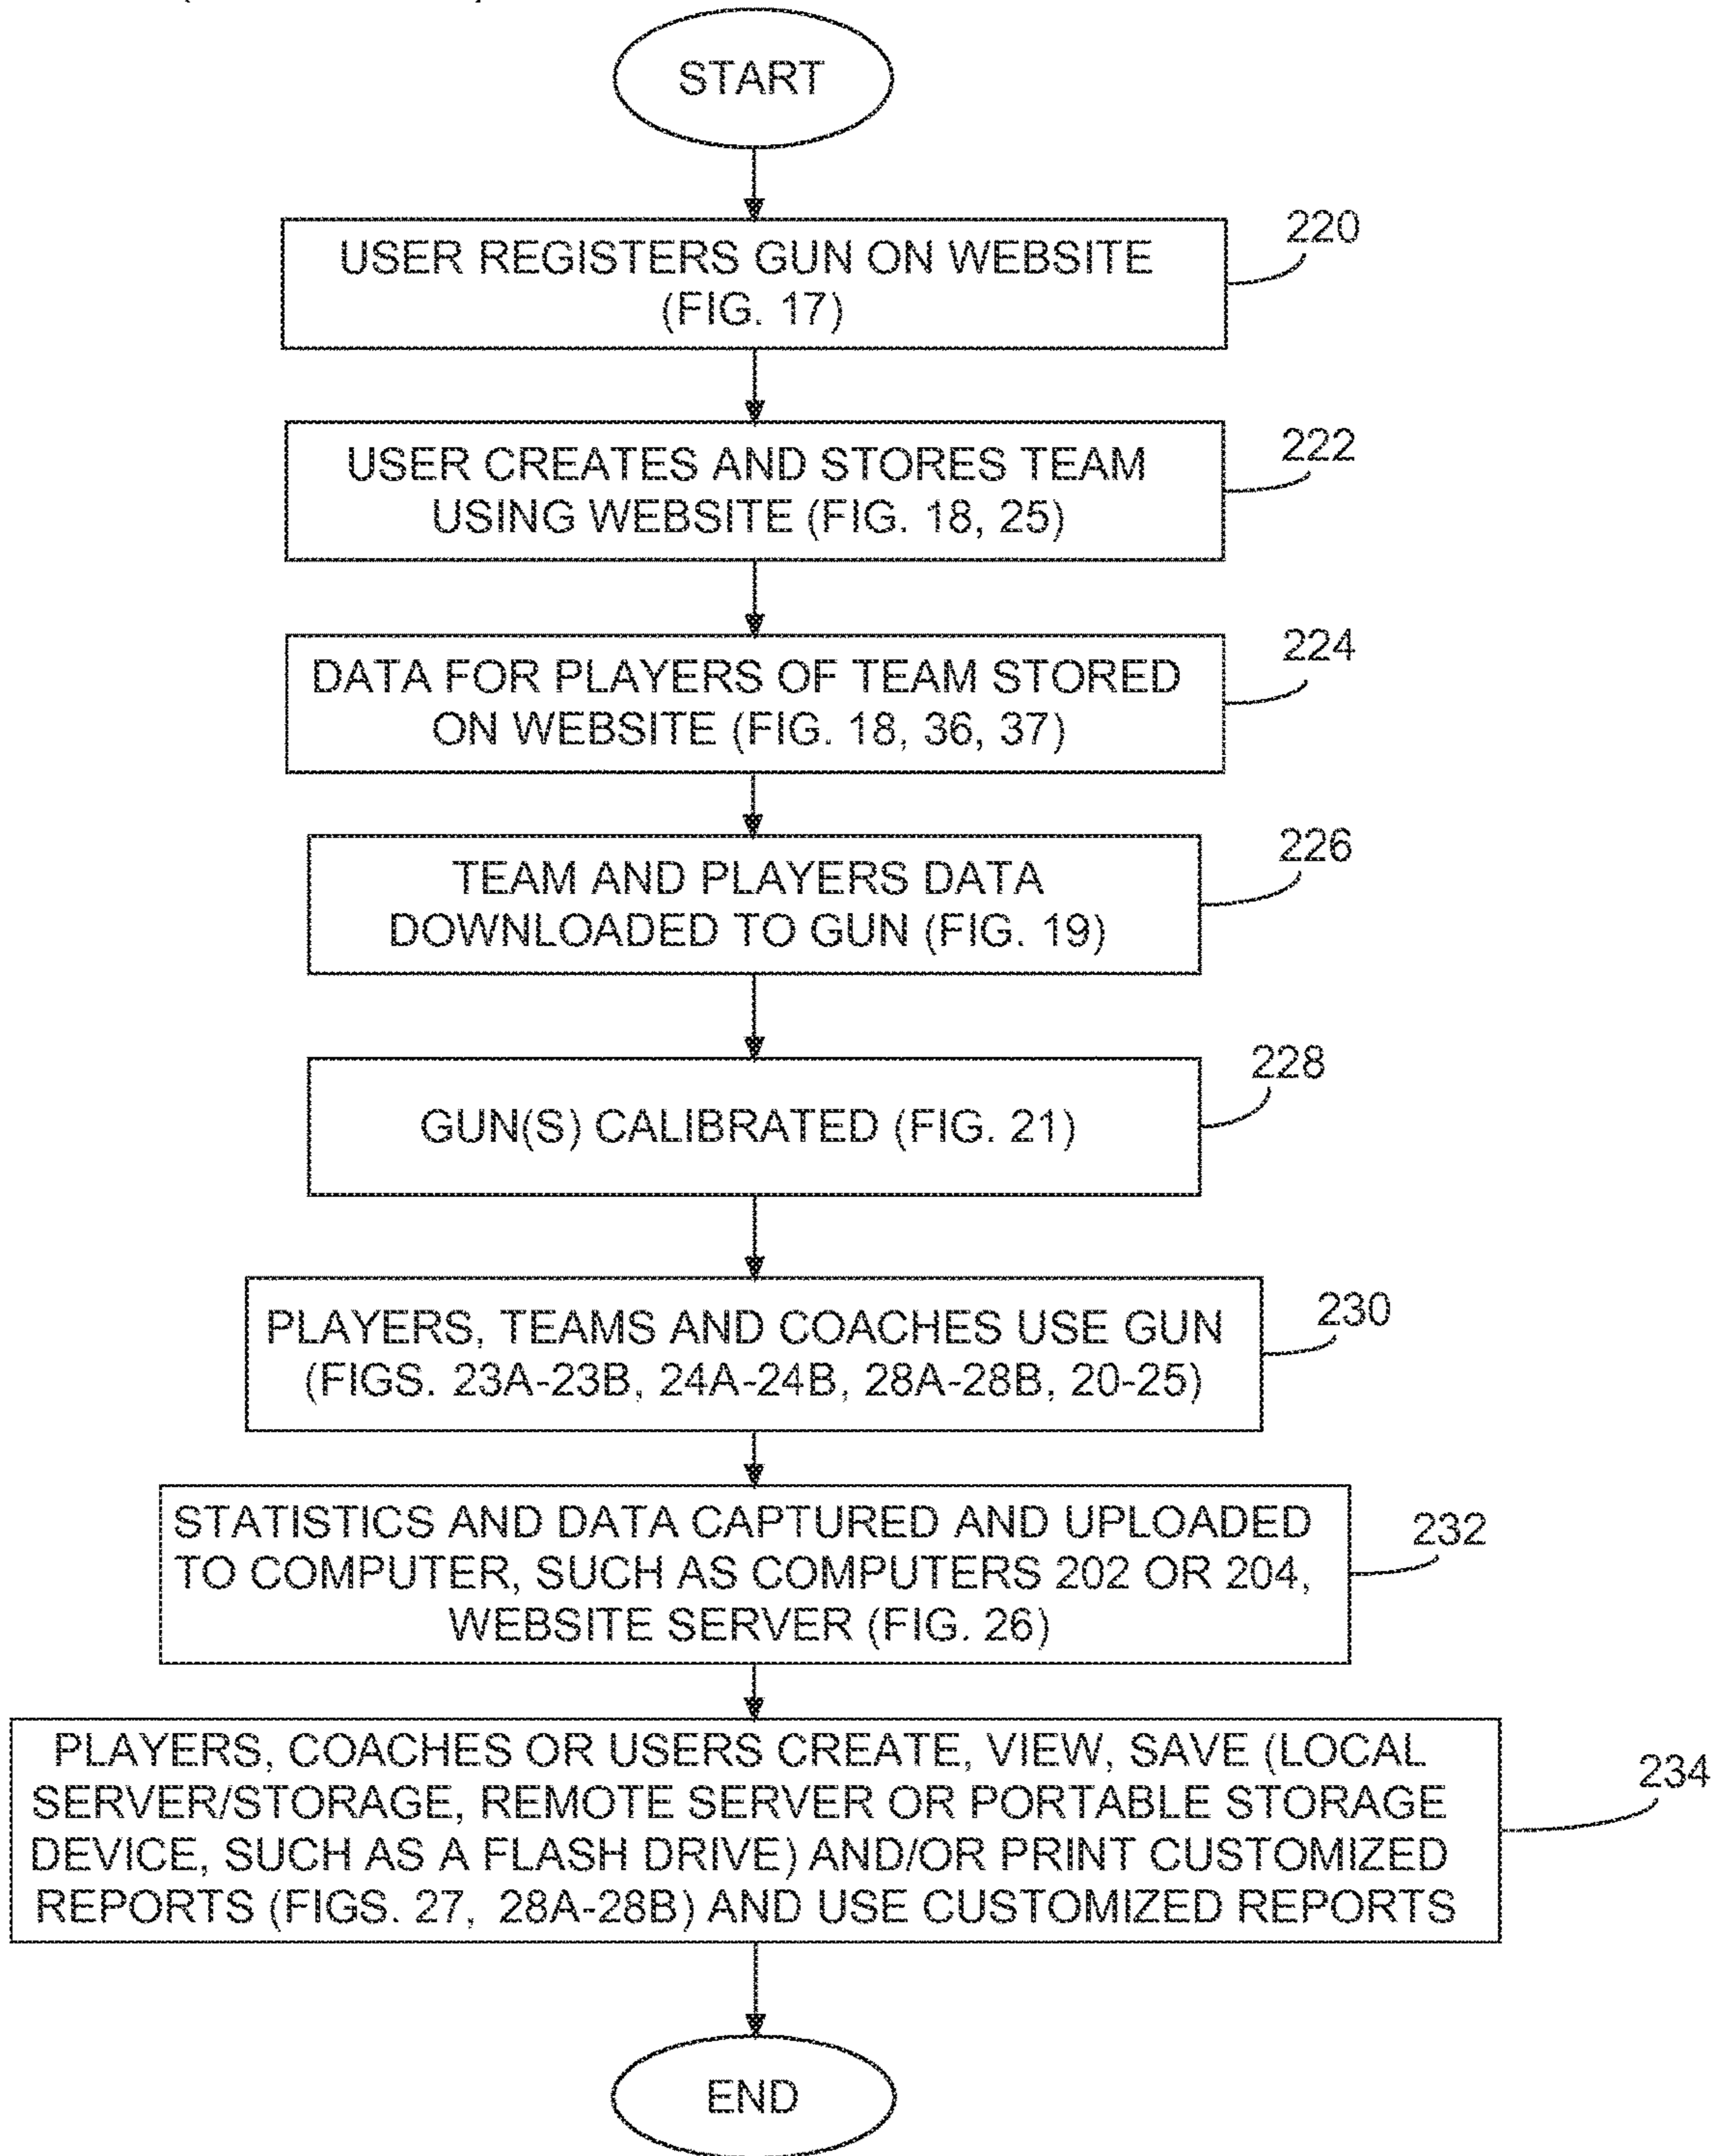 START
220
USER REGISTERS GUN ON WEBSITE
(FIG. 17)
222
USER CREATES AND STORES TEAM
USING WEBSITE (FIG. 18, 25)
224
DATA FOR PLAYERS OF TEAM STORED
ON WEBSITE (FIG. 18, 36, 37)
226
TEAM AND PLAYERS DATA
DOWNLOADED TO GUN (FIG. 19)
228
GUN(S) CALIBRATED (FIG. 21)
230
PLAYERS, TEAMS AND COACHES USE GUN
(FIGS. 23A-23B, 24A-24B, 28A-28B, 20-25)
232
STATISTICS AND DATA CAPTURED AND UPLOADED
TO COMPUTER, SUCH AS COMPUTERS 202 OR 204,
WEBSITE SERVER (FIG. 26)
234
PLAYERS, COACHES OR USERS CREATE, VIEW, SAVE (LOCAL
SERVER/STORAGE, REMOTE SERVER OR PORTABLE STORAGE
DEVICE, SUCH AS A FLASH DRIVE) AND/OR PRINT CUSTOMIZED
REPORTS (FIGS. 27, 28A-28B) AND USE CUSTOMIZED REPORTS
END